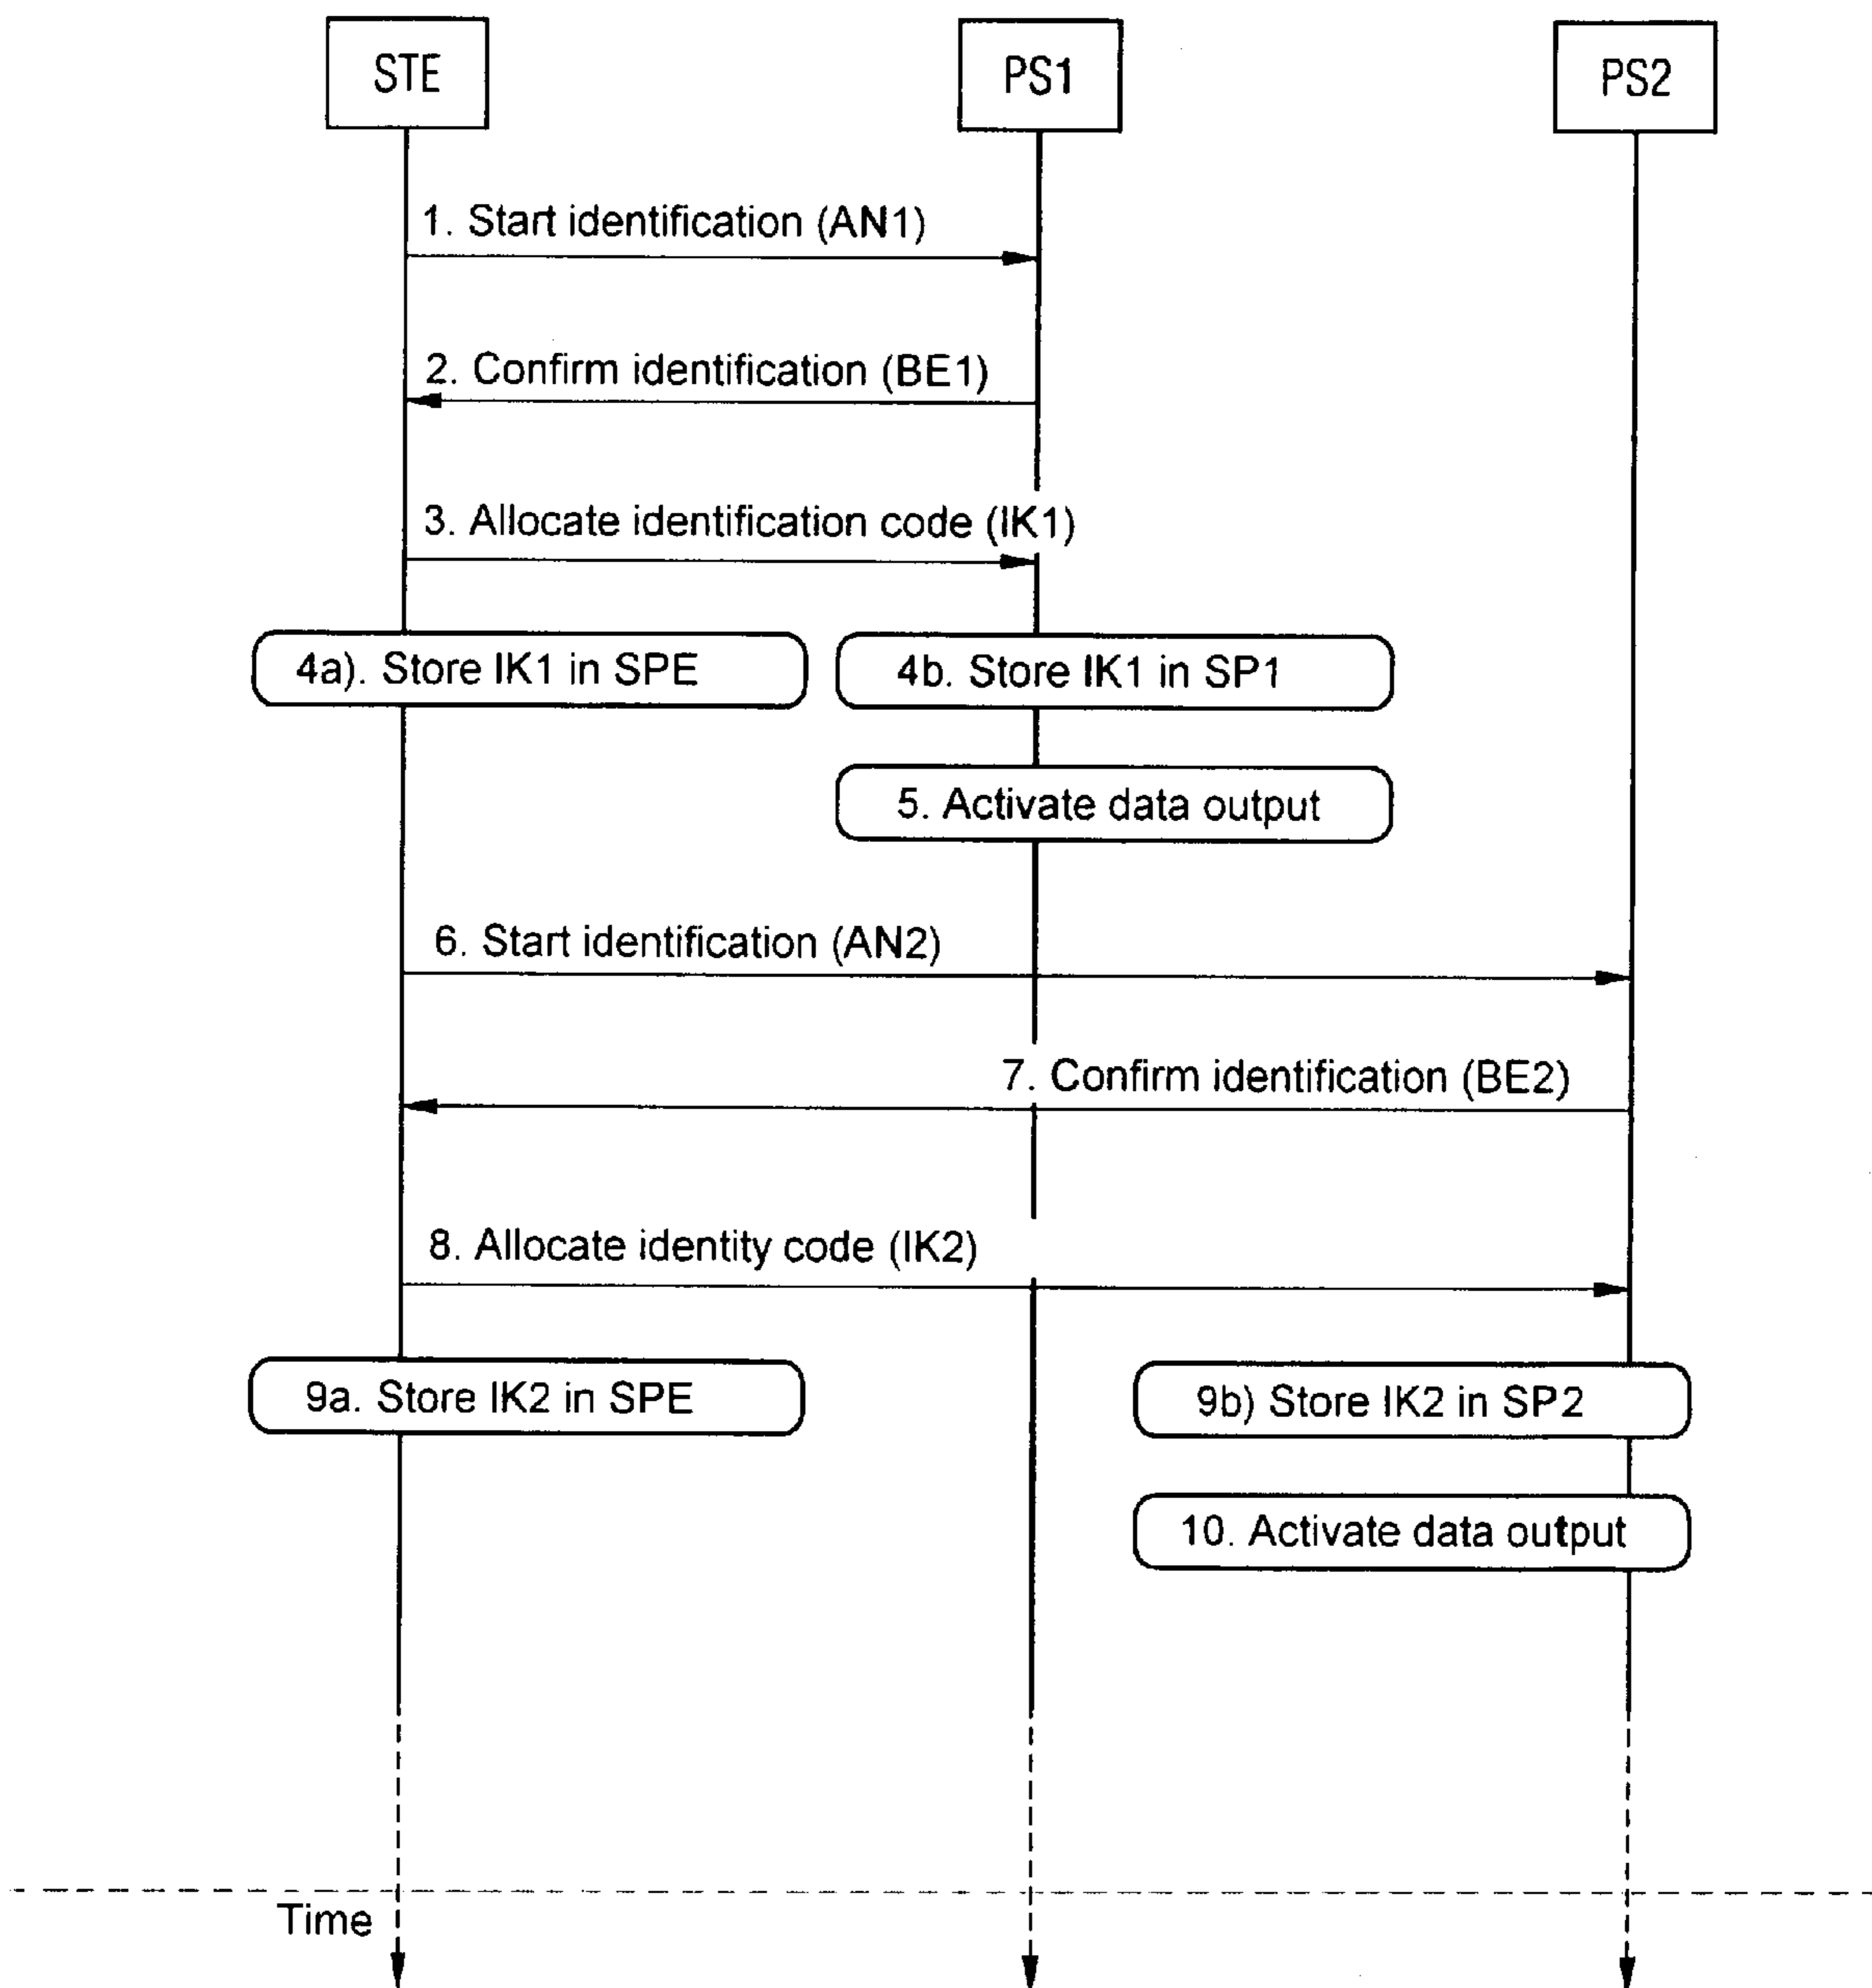 STE
PS1
PS2
1. Start identification (AN1)
2. Confirm identification (BE1)
3. Allocate identification code (IK1)
4a). Store IK1 in SPE
4b. Store IK1 in SP1
5. Activate data output
6. Start identification (AN2)
7. Confirm identification (BE2)
8. Allocate identity code (IK2)
9a. Store IK2 in SPE
9b) Store IK2 in SP2
10. Activate data output
Time